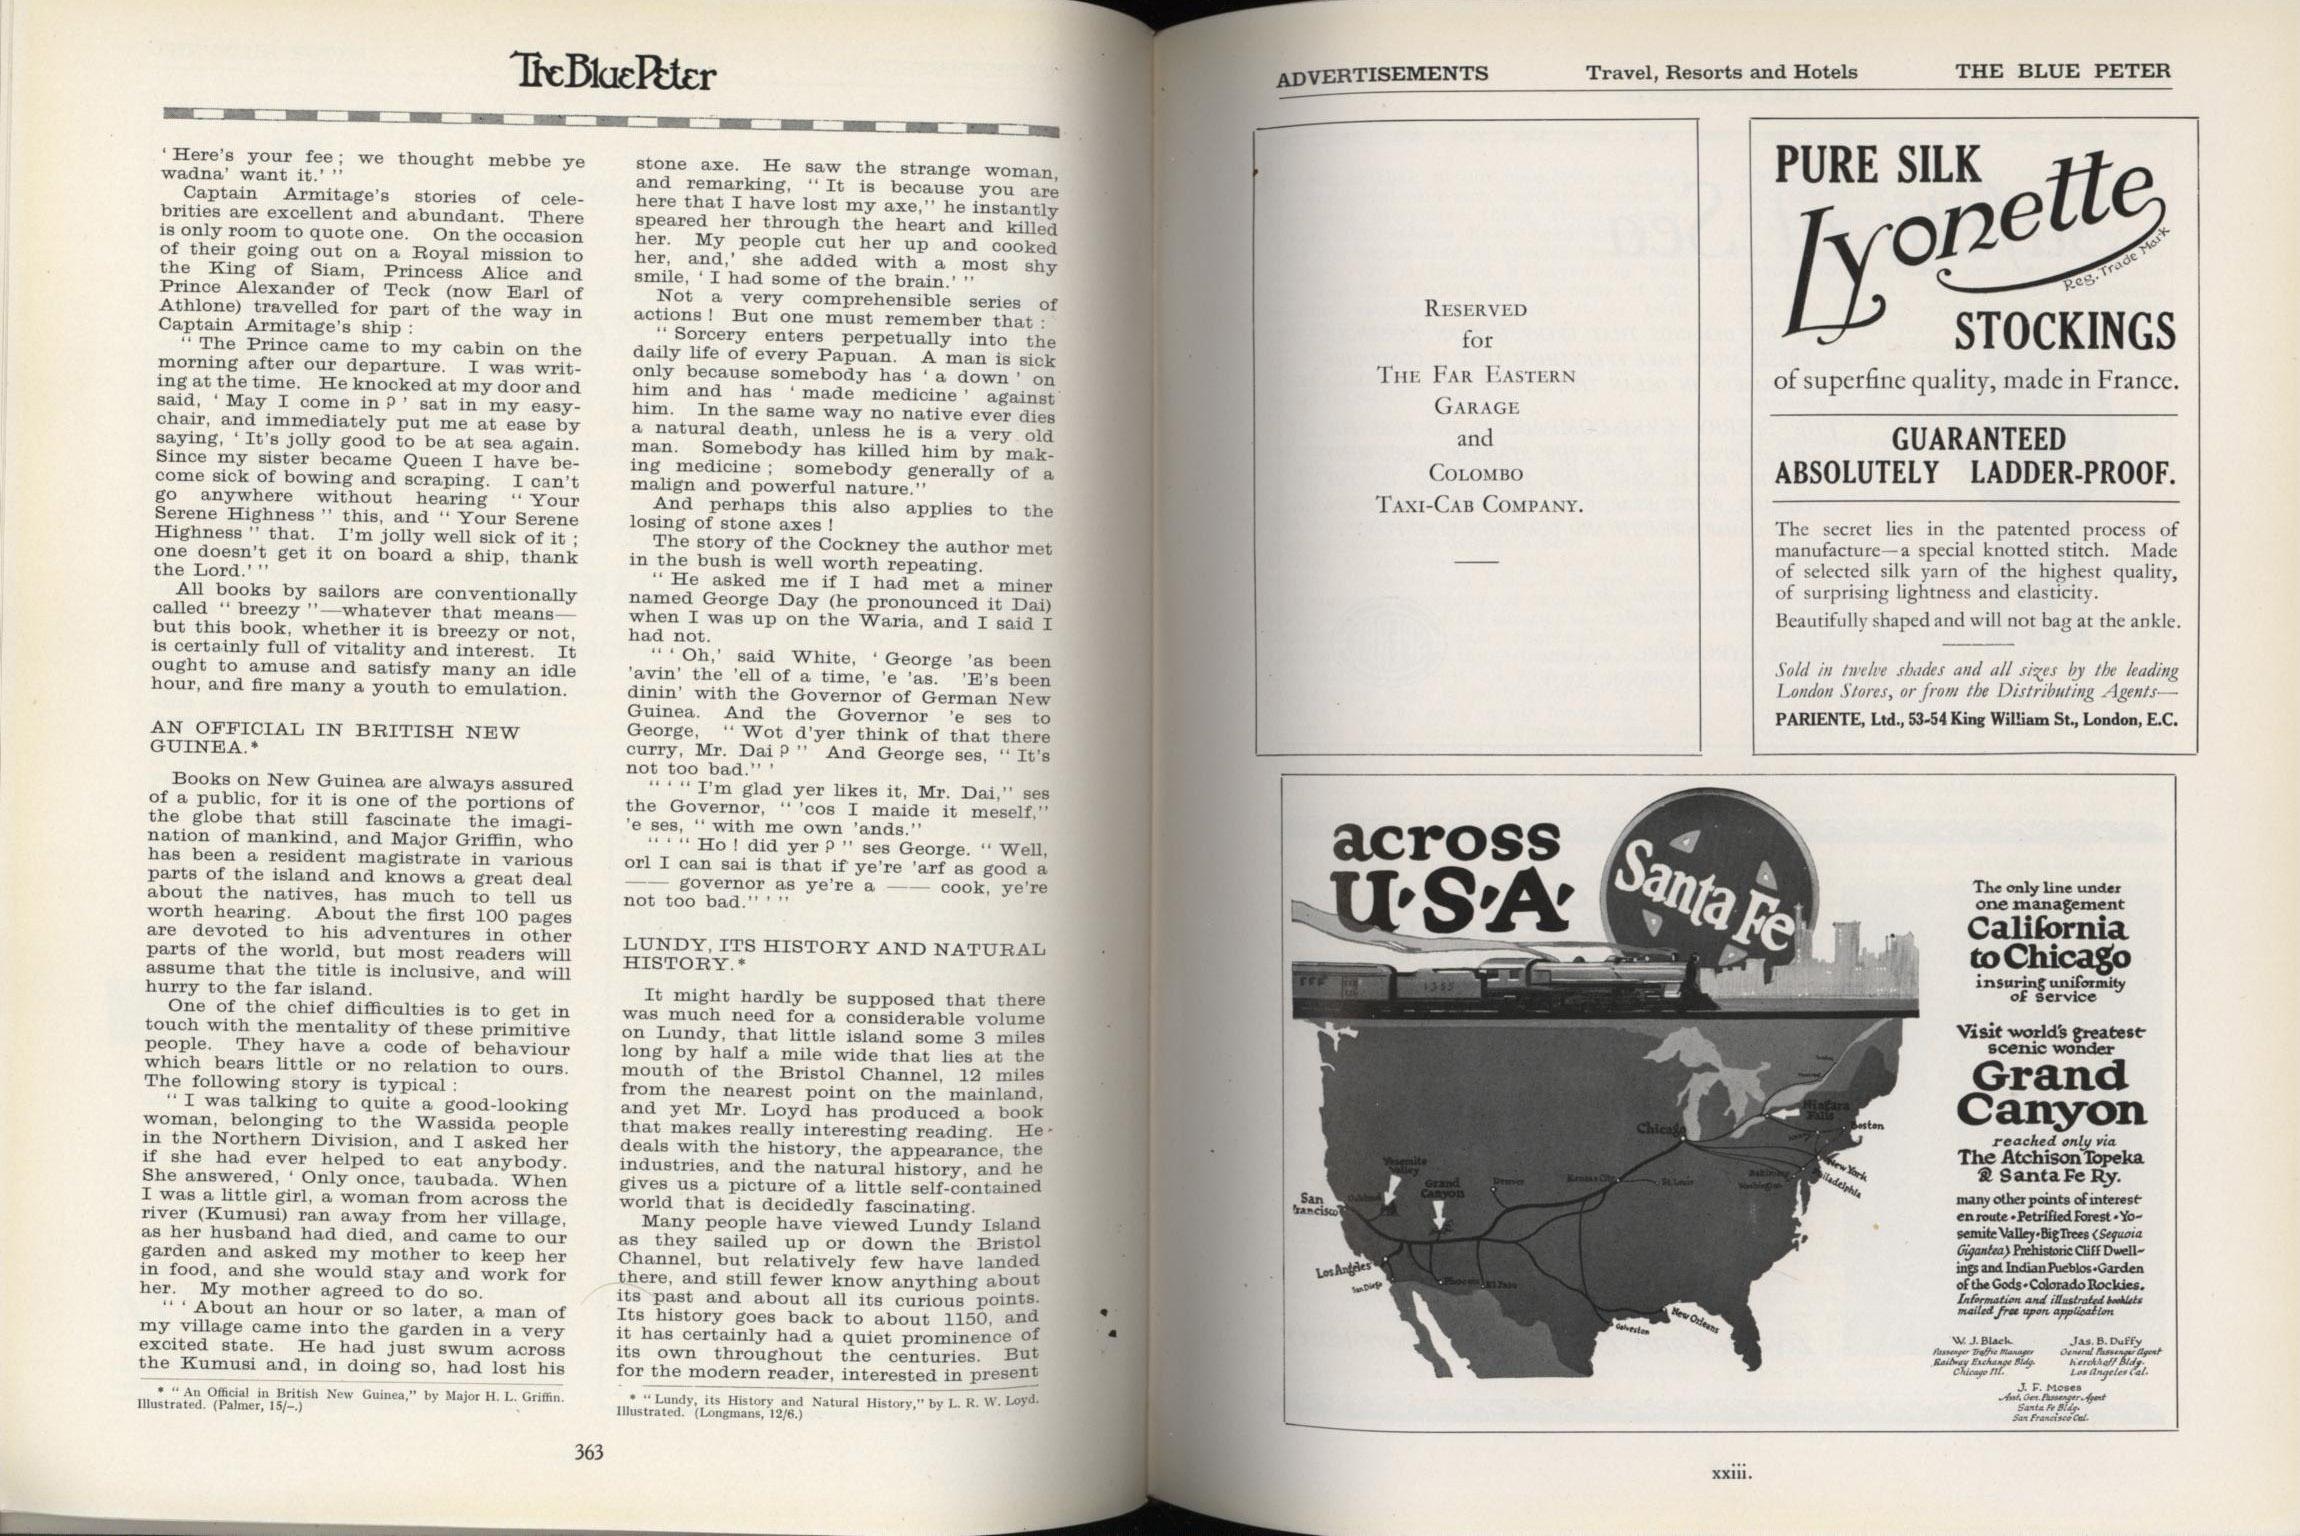 The Blue Peter
‘ Here's your fee ; we thought mebbe ye
wadna' want it.’ ”
Captain Armitage's stories of cele-
brities are excellent and abundant. There
is only room to quote one. On the occasion
of their going out on a Royal mission to
the King of Siam, Princess Alice and
Prince Alexander of Teck (now Earl of
Athlone) travelled for part of the way in
Captain Armitage's ship :
“ The Prince came to my cabin on the
morning after our departure. I was writ-
ing at the time. He knocked at my door and
said, ‘ May I come in ? ’ sat in my easy-
chair, and immediately put me at ease by
saying, ‘ It's jolly good to be at sea again.
Since my sister became Queen I have be-
come sick of bowing and scraping. I can't
go anywhere without hearing “ Your
Serene Highness ” this, and “ Your Serene
Highness ” that. I'm jolly well sick of it ;
one doesn't get it on board a ship, thank
the Lord.’ ”
All books by sailors are conventionally
called “ breezy ”—whatever that means—
but this book, whether it is breezy or not,
is certainly full of vitality and interest. It
ought to amuse and satisfy many an idle
hour, and fire many a youth to emulation.
AN OFFICIAL IN BRITISH NEW
GUINEA.*
Books on New Guinea are always assured
of a public, for it is one of the portions of
the globe that still fascinate the imagi-
nation of mankind, and Major Griffin, who
has been a resident magistrate in various
parts of the island and knows a great deal
about the natives, has much to tell us
worth hearing. About the first 100 pages
are devoted to his adventures in other
parts of the world, but most readers will
assume that the title is inclusive, and will
hurry to the far island.
One of the chief difficulties is to get in
touch with the mentality of these primitive
people. They have a code of behaviour
which bears little or no relation to ours.
The following story is typical :
“ I was talking to quite a good-looking
woman, belonging to the Wassida people
in the Northern Division, and I asked her
if she had ever helped to eat anybody.
She answered, ‘ Only once, taubada. When
I was a little girl, a woman from across the
river (Kumusi) ran away from her village,
as her husband had died, and came to our
garden and asked my mother to keep her
in food, and she would stay and work for
her. My mother agreed to do so.
“ ‘ About an hour or so later, a man of
my village came into the garden in a very
excited state. He had just swum across
the Kumusi and, in doing so, had lost his
* “ An Official in British New Guinea,” by Major H. L. Griffin.
Illustrated. (Palmer, 15/–.)
stone axe. He saw the strange woman,
and remarking, “ It is because you are
here that I have lost my axe,” he instantly
speared her through the heart and killed
her. My people cut her up and cooked
her, and,’ she added with a most shy
smile, ‘ I had some of the brain.’ ”
Not a very comprehensible series of
actions ! But one must remember that :
“ Sorcery enters perpetually into the
daily life of every Papuan. A man is sick
only because somebody has ‘ a down ’ on
him and has ‘ made medicine ’ against
him. In the same way no native ever dies
a natural death, unless he is a very old
man. Somebody has killed him by mak-
ing medicine ; somebody generally of a
malign and powerful nature.”
And perhaps this also applies to the
losing of stone axes !
The story of the Cockney the author met
in the bush is well worth repeating.
“ He asked me if I had met a miner
named George Day (he pronounced it Dai)
when I was up on the Waria, and I said I
had not.
“ ‘ Oh,’ said White, ‘ George 'as been
'avin' the 'ell of a time, 'e 'as. 'E's been
dinin' with the Governor of German New
Guinea. And the Governor 'e ses to
George, “ Wot d'yer think of that there
curry, Mr. Dai ? ” And George ses, “ It's
not too bad.” ’
“ ‘ “ I'm glad yer likes it, Mr. Dai,” ses
the Governor, “ 'cos I maide it meself,”
'e ses, “ with me own 'ands.”
“ ‘ “ Ho ! did yer ? ” ses George. “ Well,
orl I can sai is that if ye're 'arf as good a
—— governor as ye're a —— cook, ye're
not too bad.” ’ ”
LUNDY, ITS HISTORY AND NATURAL
HISTORY.*
It might hardly be supposed that there
was much need for a considerable volume
on Lundy, that little island some 3 miles
long by half a mile wide that lies at the
mouth of the Bristol Channel, 12 miles
from the nearest point on the mainland,
and yet Mr. Loyd has produced a book
that makes really interesting reading. He
deals with the history, the appearance, the
industries, and the natural history, and he
gives us a picture of a little self-contained
world that is decidedly fascinating.
Many people have viewed Lundy Island
as they sailed up or down the Bristol
Channel, but relatively few have landed
there, and still fewer know anything about
its past and about all its curious points.
Its history goes back to about 1150, and
it has certainly had a quiet prominence of
its own throughout the centuries. But
for the modern reader, interested in present
* “ Lundy, its History and Natural History,” by L. R. W. Loyd.
Illustrated. (Longmans, 12/6.)
363
ADVERTISEMENTS Travel, Resorts and Hotels THE BLUE PETER
RESERVED
for
THE FAR EASTERN
GARAGE
and
COLOMBO
TAXI-CAB COMPANY.
PURE SILK
Lyonette
Reg. Trade Mark
STOCKINGS
of superfine quality, made in France.
GUARANTEED
ABSOLUTELY LADDER-PROOF.
The secret lies in the patented process of
manufacture—a special knotted stitch. Made
of selected silk yarn of the highest quality,
of surprising lightness and elasticity.
Beautifully shaped and will not bag at the ankle.
Sold in twelve shades and all sizes by the leading
London Stores, or from the Distributing Agents—
PARIENTE, Ltd., 53-54 King William St., London, E.C.
across
U·S·A·
Santa Fe
1355
Niagara
Falls
Chicago
Boston
New York
Philadelphia
Baltimore
Washington
Yosemite
Valley
Grand
Canyon
Denver
Kansas City
St. Louis
San
Francisco
Oakland
Los Angeles
San Diego
Phoenix
El Paso
New Orleans
Galveston
The only line under
one management
California
to Chicago
insuring uniformity
of service
Visit world's greatest
scenic wonder
Grand
Canyon
reached only via
The Atchison Topeka
& Santa Fe Ry.
many other points of interest
en route • Petrified Forest • Yo-
semite Valley • Big Trees (Sequoia
Gigantea) Prehistoric Cliff Dwell-
ings and Indian Pueblos • Garden
of the Gods • Colorado Rockies.
Information and illustrated booklets
mailed free upon application
W. J. Black
Passenger Traffic Manager
Railway Exchange Bldg.
Chicago Ill.
Jas. B. Duffy
General Passenger Agent
Kerckhoff Bldg.
Los Angeles Cal.
J. F. Moses
Asst. Gen. Passenger Agent
Santa Fe Bldg.
San Francisco Cal.
xxiii.